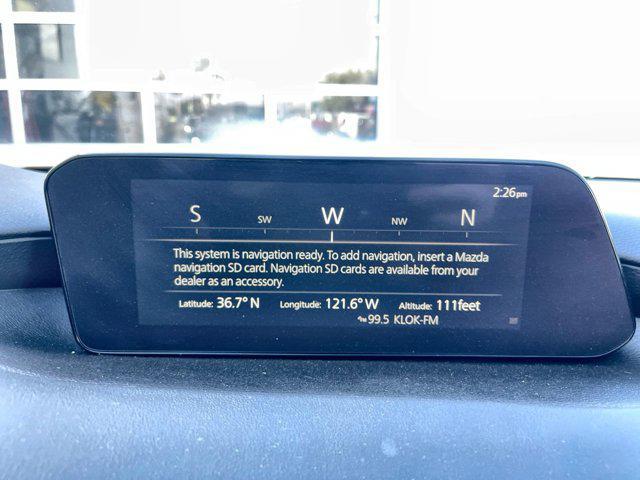 2:26pm
S SW W NW N
This system is navigation ready. To add navigation, insert a Mazda
navigation SD card. Navigation SD cards are available from your
dealer as an accessory.
Latitude: 36.7° N Longitude: 121.6° W Altitude: 111feet
99.5 KLOK-FM